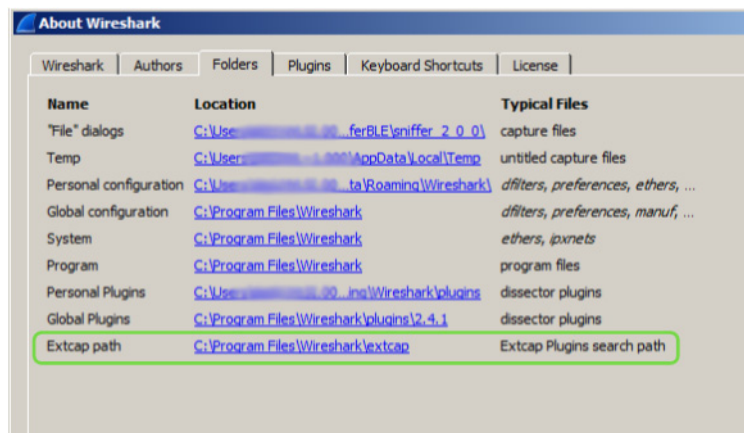 About Wireshark
Wireshark Authors Folders Plugins Keyboard Shortcuts License
Name Location Typical Files
"File" dialogs C:\Use ...ferBLE\sniffer_2_0_0\ capture files
Temp C:\Users \AppData\Local\Temp untitled capture files
Personal configuration C:\Use ...ta\Roaming\Wireshark\ dfilters, preferences, ethers, ...
Global configuration C:\Program Files\Wireshark dfilters, preferences, manuf, ...
System C:\Program Files\Wireshark ethers, ipxnets
Program C:\Program Files\Wireshark program files
Personal Plugins C:\Use ...ing\Wireshark\plugins dissector plugins
Global Plugins C:\Program Files\Wireshark\plugins\2.4.1 dissector plugins
Extcap path C:\Program Files\Wireshark\extcap Extcap Plugins search path